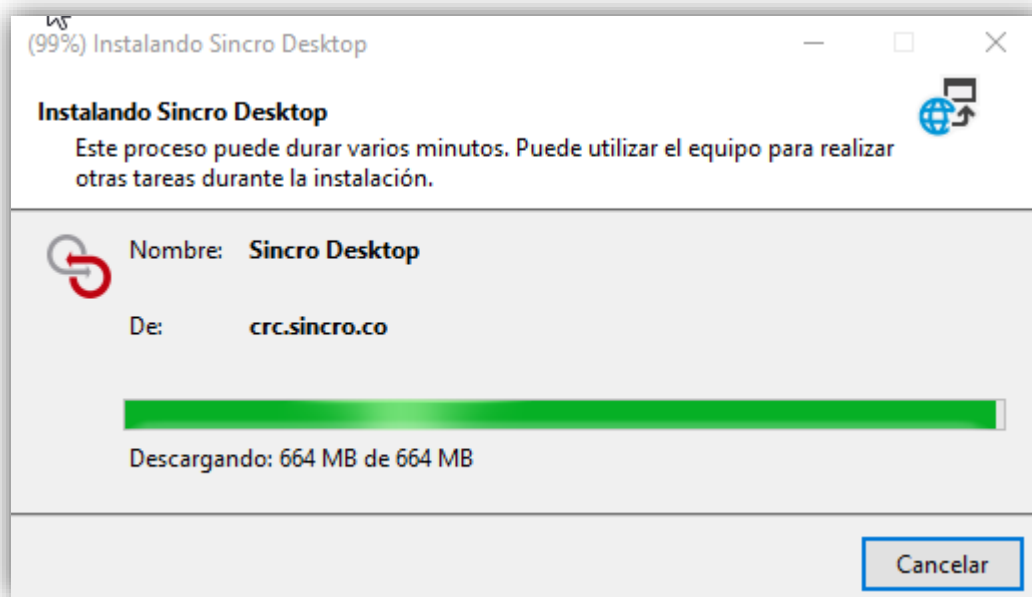 (99%) Instalando Sincro Desktop
Instalando Sincro Desktop
Este proceso puede durar varios minutos. Puede utilizar el equipo para realizar
otras tareas durante la instalación.
Nombre: Sincro Desktop
De: crc.sincro.co
Descargando: 664 MB de 664 MB
Cancelar